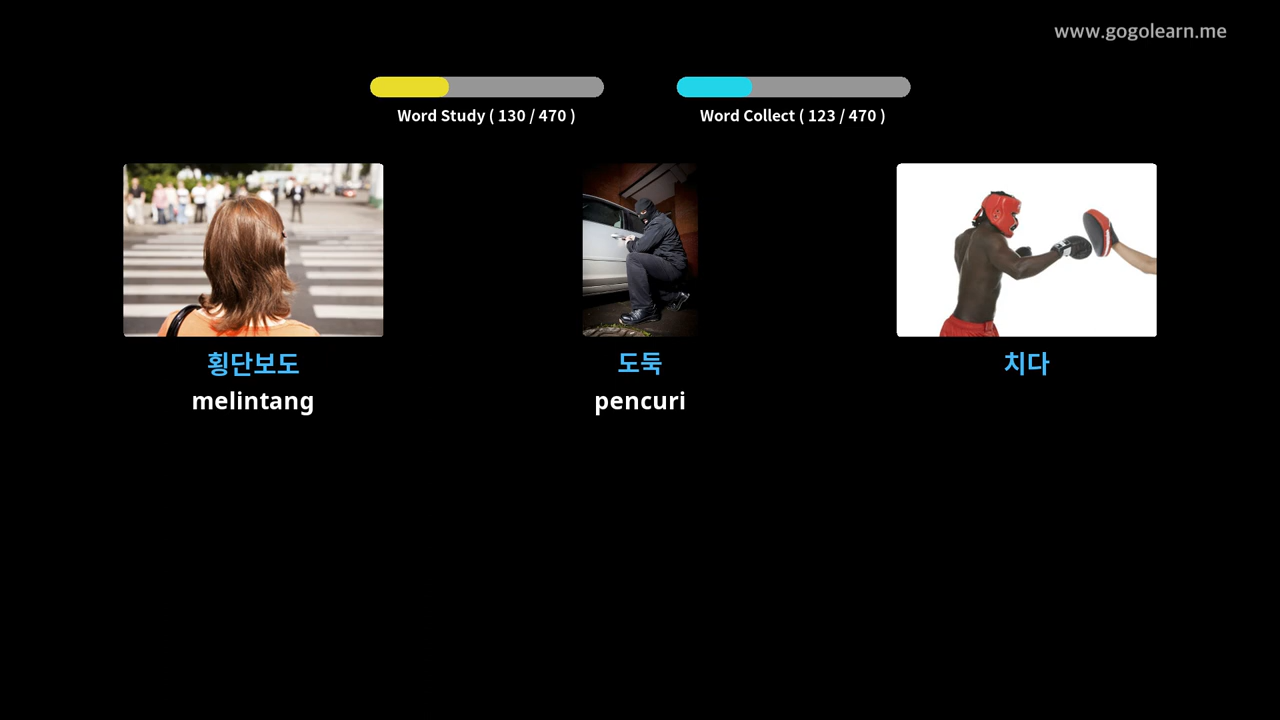 www.gogolearn.me
Word Study ( 130 / 470 )
Word Collect ( 123 / 470 )
횡단보도
도둑
치다
melintang
pencuri